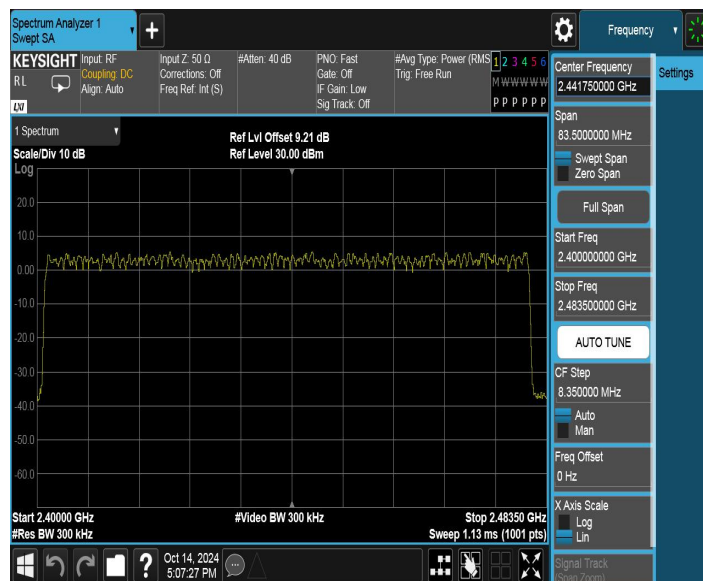 Spectrum Analyzer 1
Swept SA
+
Frequency
KEYSIGHT
RL
LXI
Input: RF
Coupling: DC
Align: Auto
Input Z: 50 Ω
Corrections: Off
Freq Ref: Int (S)
#Atten: 40 dB
PNO: Fast
Gate: Off
IF Gain: Low
Sig Track: Off
#Avg Type: Power (RMS
Trig: Free Run
1 2 3 4 5 6
M W W W W W
P P P P P P
1 Spectrum
Scale/Div 10 dB
Log
Ref Lvl Offset 9.21 dB
Ref Level 30.00 dBm
20.0
10.0
0.00
-10.0
-20.0
-30.0
-40.0
-50.0
-60.0
Start 2.40000 GHz
#Res BW 300 kHz
#Video BW 300 kHz
Stop 2.48350 GHz
Sweep 1.13 ms (1001 pts)
Center Frequency
2.441750000 GHz
Settings
Span
83.5000000 MHz
Swept Span
Zero Span
Full Span
Start Freq
2.400000000 GHz
Stop Freq
2.483500000 GHz
AUTO TUNE
CF Step
8.350000 MHz
Auto
Man
Freq Offset
0 Hz
X Axis Scale
Log
Lin
Signal Track
(Span Zoom)
?
Oct 14, 2024
5:07:27 PM